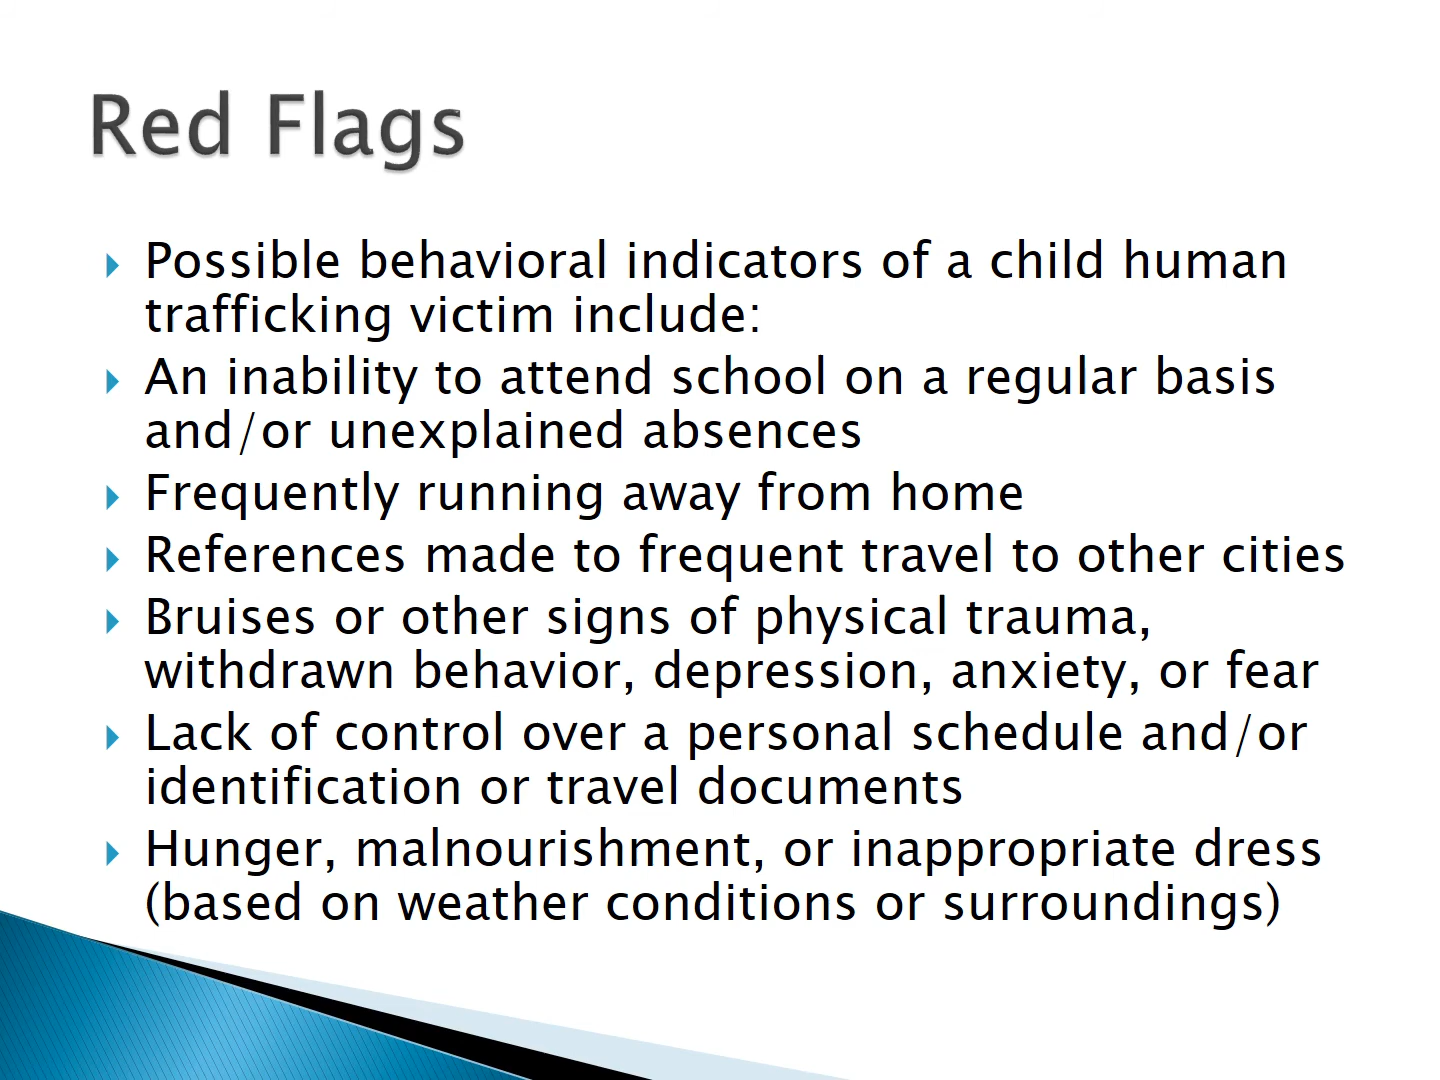 Red Flags
Possible behavioral indicators of a child human
trafficking victim include:
An inability to attend school on a regular basis
and/or unexplained absences
Frequently running away from home
References made to frequent travel to other cities
Bruises or other signs of physical trauma,
withdrawn behavior, depression, anxiety, or fear
Lack of control over a personal schedule and/or
identification or travel documents
Hunger, malnourishment, or inappropriate dress
(based on weather conditions or surroundings)